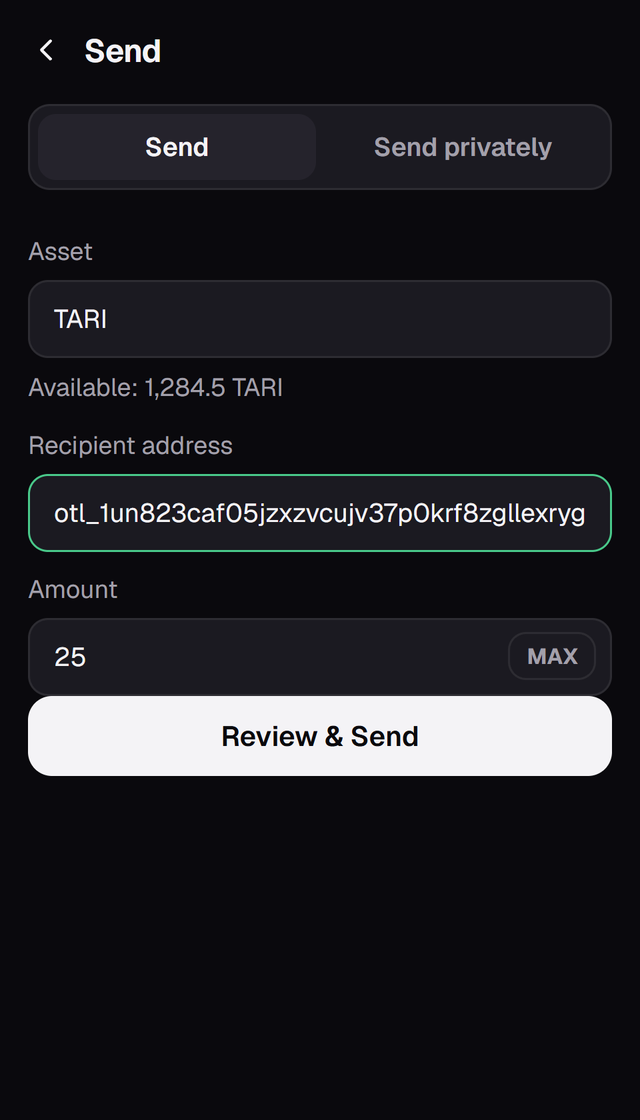 Send
Send
Send privately
Asset
TARI
Available: 1,284.5 TARI
Recipient address
otl_1un823caf05jzxzvcujv37p0krf8zgllexryg
Amount
25
MAX
Review & Send